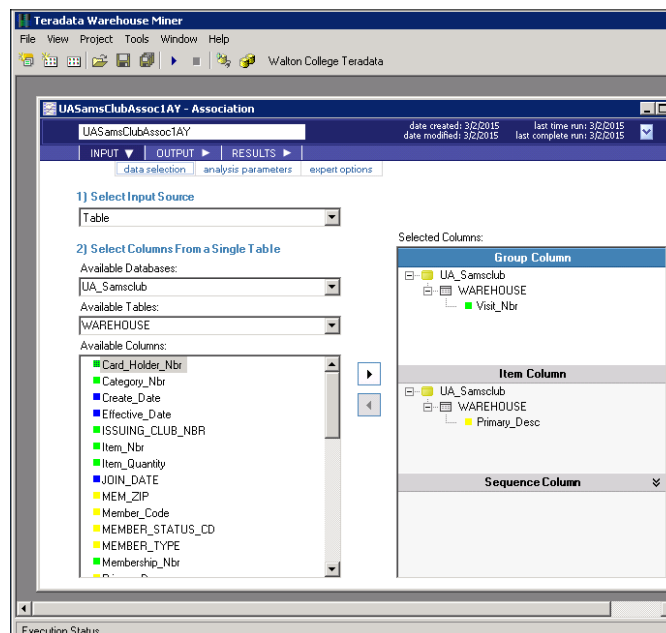 Teradata Warehouse Miner
File View Project Tools Window Help
Walton College Teradata
UASamsClubAssoc1AY - Association
UASamsClubAssoc1AY
date created: 3/2/2015 last time run: 3/2/2015
date modified: 3/2/2015 last complete run: 3/2/2015
INPUT OUTPUT RESULTS
data selection analysis parameters expert options
1) Select Input Source
Table
2) Select Columns From a Single Table
Available Databases:
UA_Samsclub
Available Tables:
WAREHOUSE
Available Columns:
Card_Holder_Nbr
Category_Nbr
Create_Date
Effective_Date
ISSUING_CLUB_NBR
Item_Nbr
Item_Quantity
JOIN_DATE
MEM_ZIP
Member_Code
MEMBER_STATUS_CD
MEMBER_TYPE
Membership_Nbr
Selected Columns:
Group Column
UA_Samsclub
WAREHOUSE
Visit_Nbr
Item Column
UA_Samsclub
WAREHOUSE
Primary_Desc
Sequence Column
Execution Status